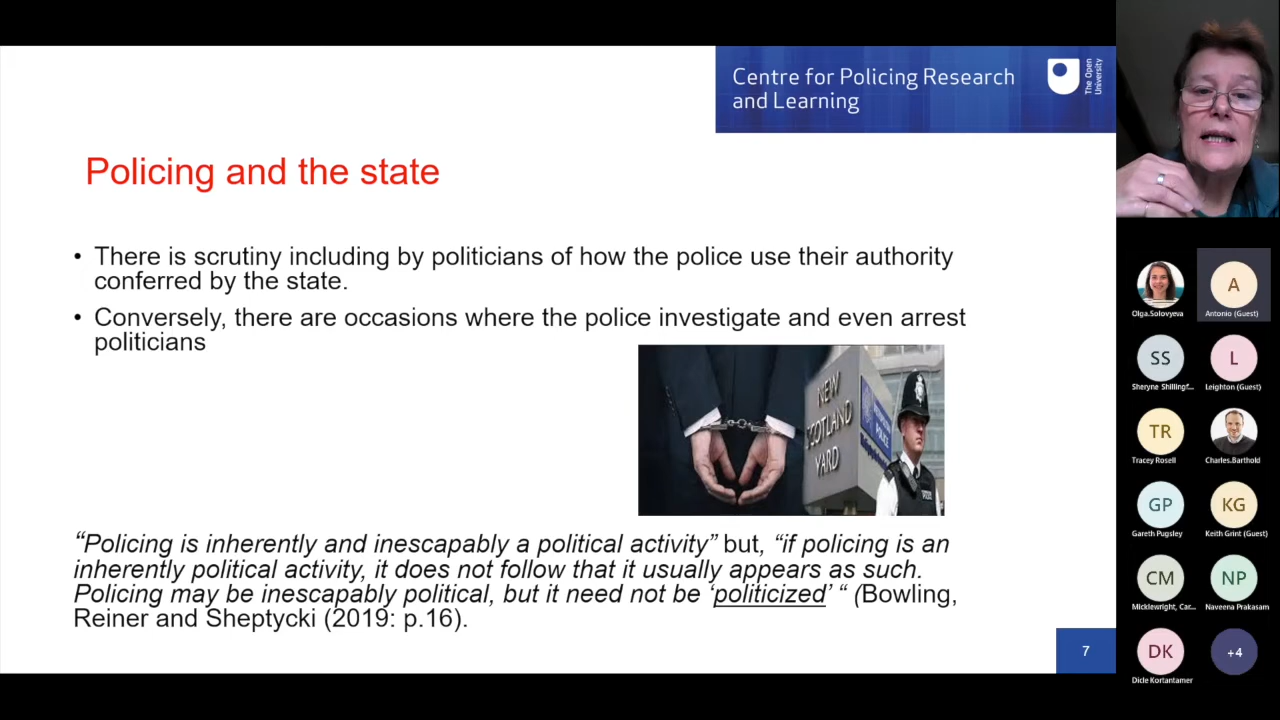 Centre for Policing Research
and Learning
The Open
University
Policing and the state
• There is scrutiny including by politicians of how the police use their authority
conferred by the state.
• Conversely, there are occasions where the police investigate and even arrest
politicians
NEW
SCOTLAND
YARD
POLICE
“Policing is inherently and inescapably a political activity” but, “if policing is an
inherently political activity, it does not follow that it usually appears as such.
Policing may be inescapably political, but it need not be ‘politicized’ “ (Bowling,
Reiner and Sheptycki (2019: p.16).
7
Olga.Solovyeva
A
Antonio (Guest)
SS
Sheryne Shillingf...
L
Leighton (Guest)
TR
Tracey Rosell
Charles.Barthold
GP
Gareth Pugsley
KG
Keith Grint (Guest)
CM
Micklewright, Car...
NP
Naveena Prakasam
DK
Dicle Kortantamer
+4